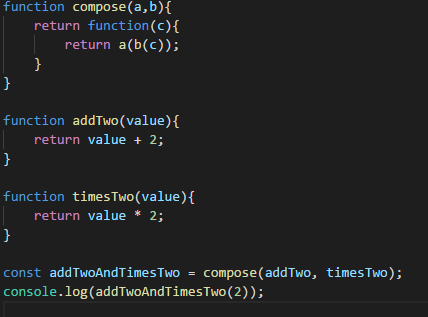 function compose(a,b){
    return function(c){
        return a(b(c));
    }
}

function addTwo(value){
    return value + 2;
}

function timesTwo(value){
    return value * 2;
}

const addTwoAndTimesTwo = compose(addTwo, timesTwo);
console.log(addTwoAndTimesTwo(2));